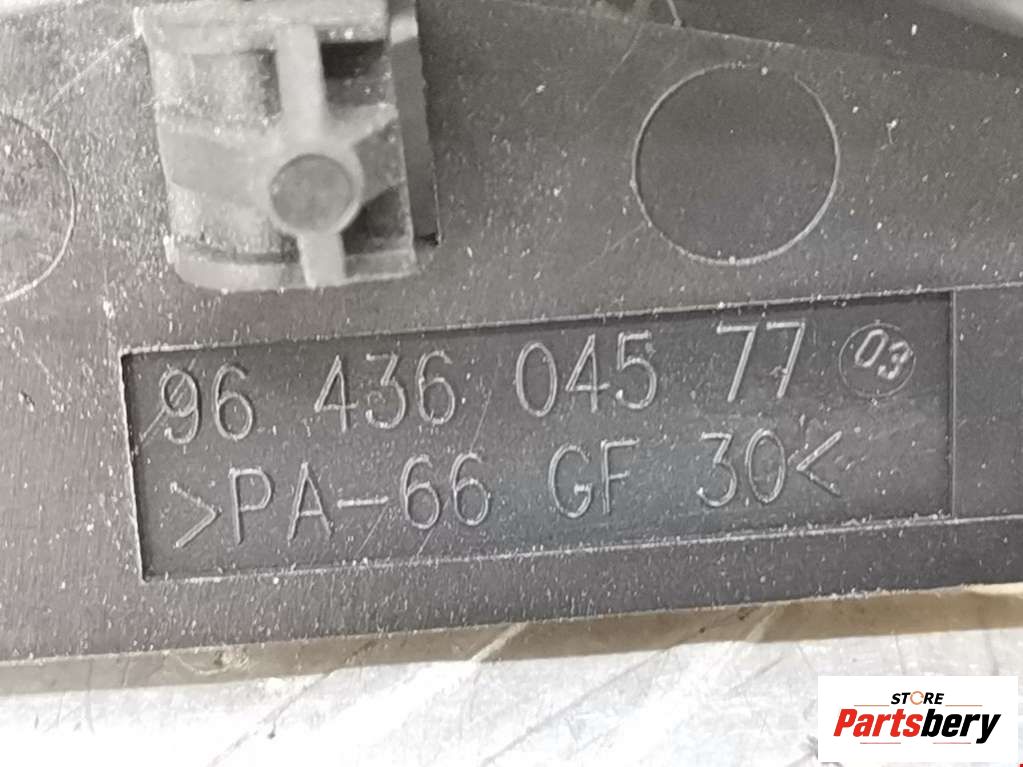 96 436 045 77 03
>PA-66 GF 30<
STORE
Partsbery